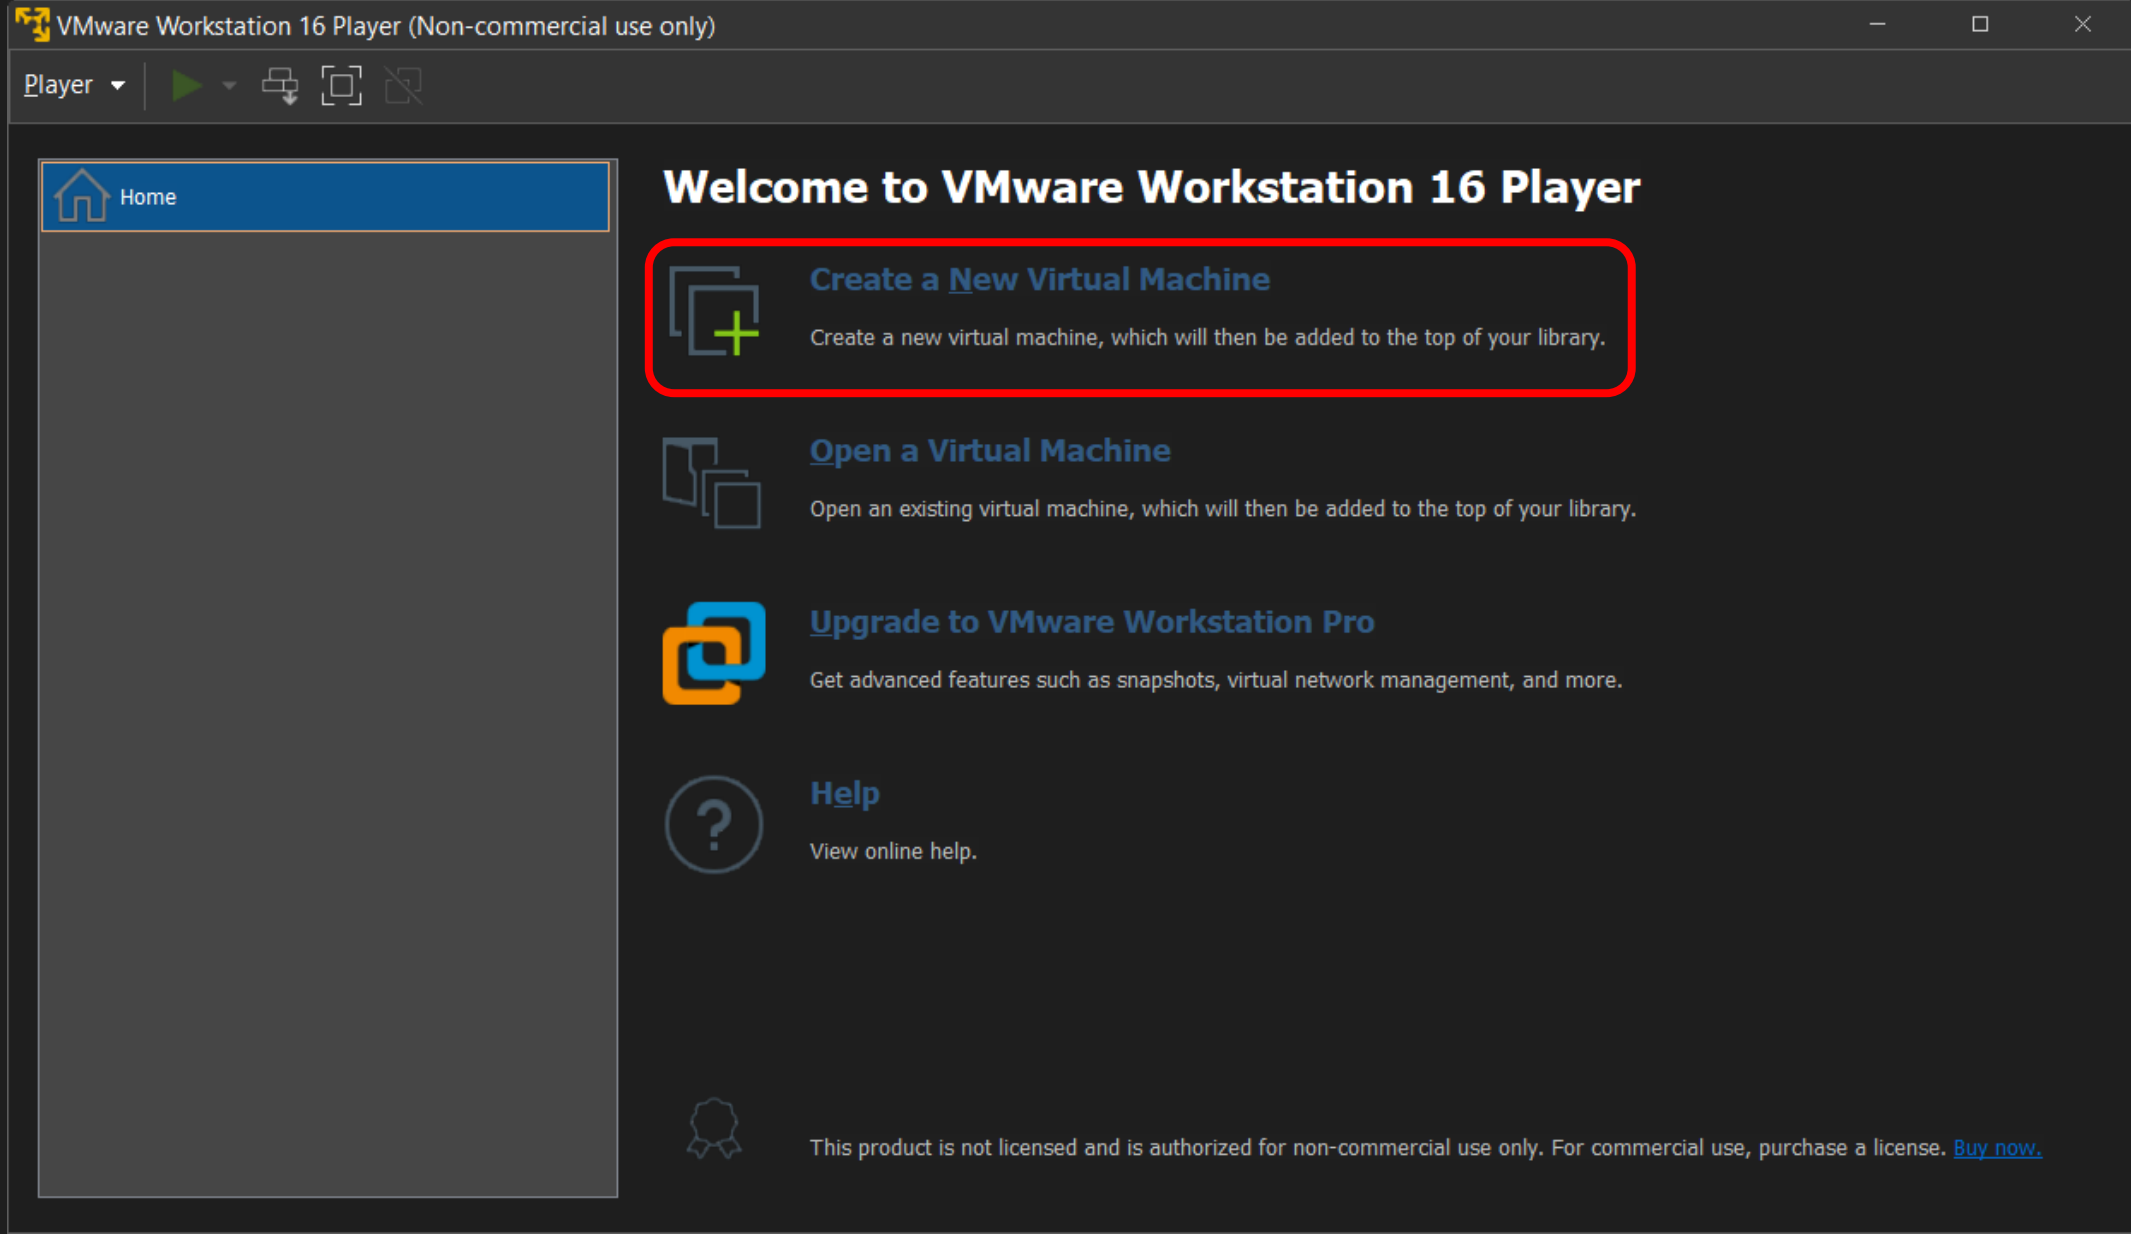 VMware Workstation 16 Player (Non-commercial use only)
Player
Home
Welcome to VMware Workstation 16 Player
Create a New Virtual Machine
Create a new virtual machine, which will then be added to the top of your library.
Open a Virtual Machine
Open an existing virtual machine, which will then be added to the top of your library.
Upgrade to VMware Workstation Pro
Get advanced features such as snapshots, virtual network management, and more.
?
Help
View online help.
This product is not licensed and is authorized for non-commercial use only. For commercial use, purchase a license. Buy now.